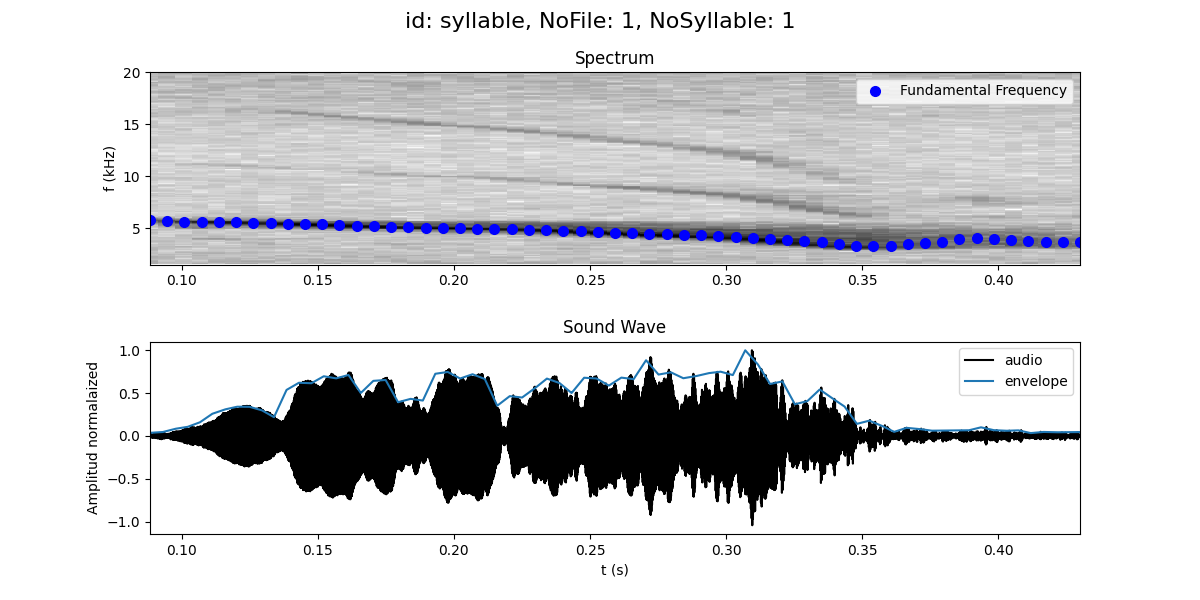 id: syllable, NoFile: 1, NoSyllable: 1
Spectrum
20
15
10
5
f (kHz)
Fundamental Frequency
0.10 0.15 0.20 0.25 0.30 0.35 0.40
Sound Wave
1.0
0.5
0.0
−0.5
−1.0
Amplitud normalaized
audio
envelope
0.10 0.15 0.20 0.25 0.30 0.35 0.40
t (s)